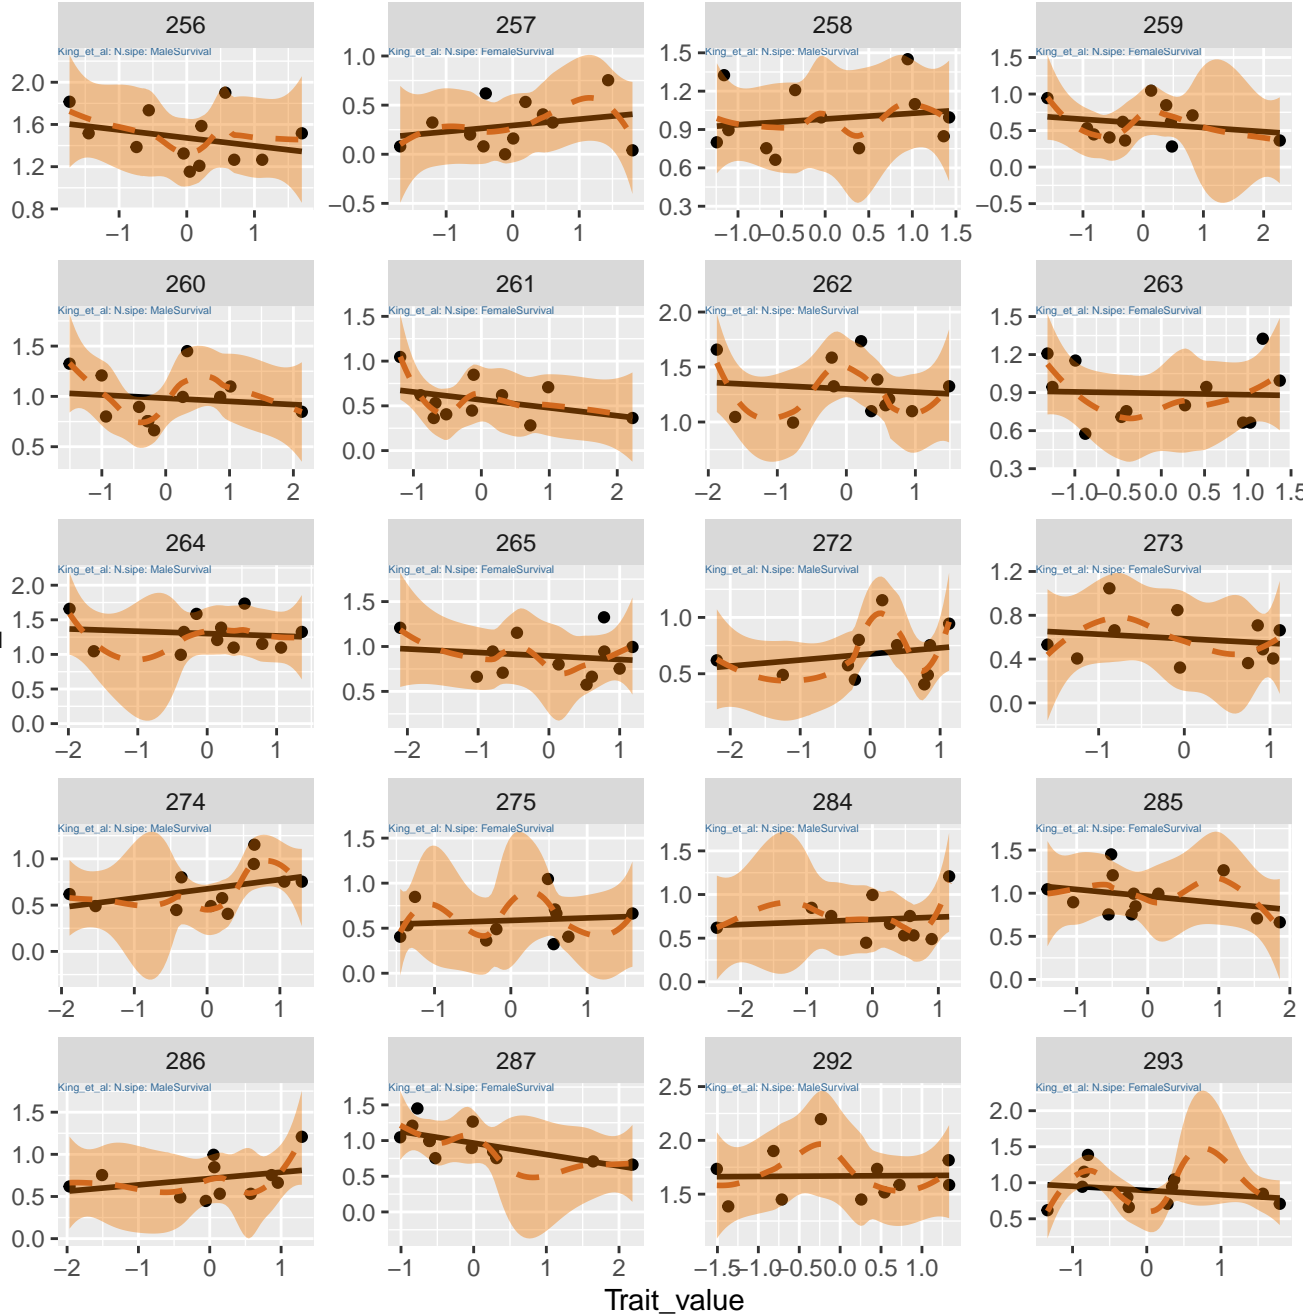 256 257 258 259
King_et_al: N.sipe: MaleSurvival King_et_al: N.sipe: FemaleSurvival King_et_al: N.sipe: MaleSurvival King_et_al: N.sipe: FemaleSurvival
2.0 1.6 1.2 0.8
1.0 0.5 0.0 −0.5
1.5 1.2 0.9 0.6 0.3
1.5 1.0 0.5 0.0 −0.5
−1 0 1
−1 0 1
−1.0 −0.5 0.0 0.5 1.0 1.5
−1 0 1 2
260 261 262 263
King_et_al: N.sipe: MaleSurvival King_et_al: N.sipe: FemaleSurvival King_et_al: N.sipe: MaleSurvival King_et_al: N.sipe: FemaleSurvival
1.5 1.0 0.5
1.5 1.0 0.5 0.0
2.0 1.5 1.0
1.5 1.2 0.9 0.6 0.3
−1 0 1 2
−1 0 1 2
−2 0
−1.0 −0.5 0.0 0.5 1.0 1.5
264 265 272 273
King_et_al: N.sipe: MaleSurvival King_et_al: N.sipe: FemaleSurvival King_et_al: N.sipe: MaleSurvival King_et_al: N.sipe: FemaleSurvival
2.0 1.5 1.0 0.5 0.0
1.5 1.0 0.5
1.0 0.5
1.2 0.8 0.4 0.0
−2 −1 0 1
−2 −1 0 1
−2 −1 0 1
−1 0 1
274 275 284 285
King_et_al: N.sipe: MaleSurvival King_et_al: N.sipe: FemaleSurvival King_et_al: N.sipe: MaleSurvival King_et_al: N.sipe: FemaleSurvival
1.0 0.5 0.0
1.5 1.0 0.5 0.0
1.5 1.0 0.5 0.0
1.5 1.0 0.5 0.0
−2 −1 0 1
−1 0 1
−2 −1 0 1
−1 0 1 2
286 287 292 293
King_et_al: N.sipe: MaleSurvival King_et_al: N.sipe: FemaleSurvival King_et_al: N.sipe: MaleSurvival King_et_al: N.sipe: FemaleSurvival
1.5 1.0 0.5 0.0
1.5 1.0 0.5 0.0
2.5 2.0 1.5
2.0 1.5 1.0 0.5
−2 −1 0 1
−1 0 1 2
−1.5 −1.0 −0.5 0.0 0.5 1.0
−1 0 1
Trait_value